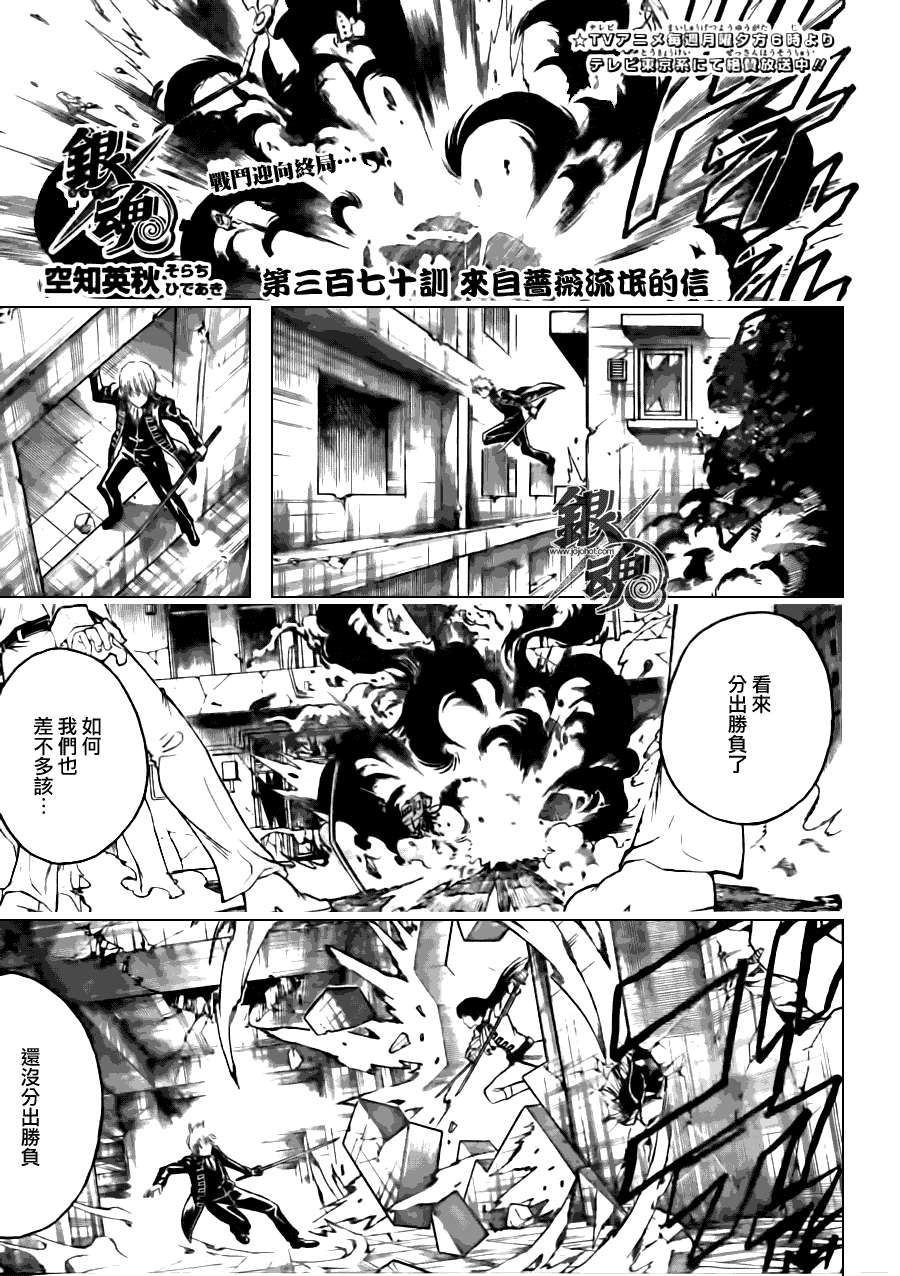 ☆TVアニメ毎週月曜夕方6時より
テレビ東京系にて絶賛放送中!!
銀魂
戰鬥迎向終局…
空知英秋
そらち
ひであき
第三百七十訓 來自薔薇流氓的信
銀魂
www.jojohot.com
看來
分出勝負了
如何
我們也
差不多該…
還沒分出勝負